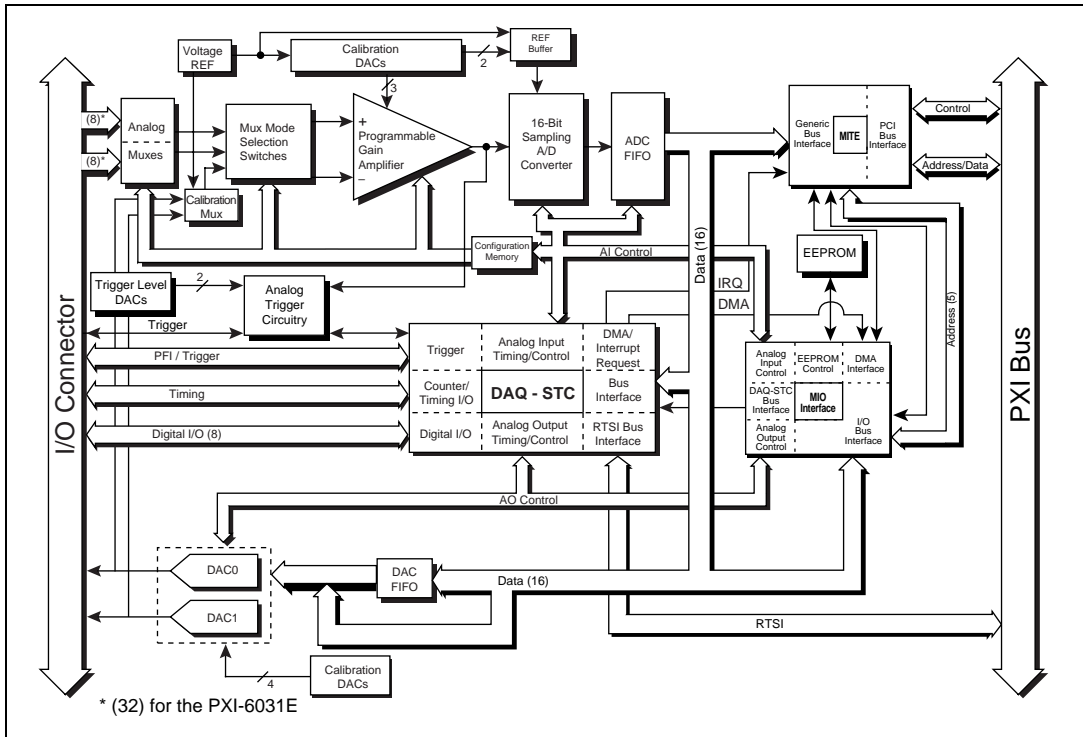 Voltage
REF
Calibration
DACs
2
REF
Buffer
3
(8)*
(8)*
Analog
Muxes
Mux Mode
Selection
Switches
+
Programmable
Gain
Amplifier
–
16-Bit
Sampling
A/D
Converter
ADC
FIFO
Generic
Bus
Interface
MITE
PCI
Bus
Interface
Control
Address/Data
Calibration
Mux
Configuration
Memory
AI Control
Data (16)
EEPROM
Address (5)
IRQ
DMA
Trigger Level
DACs
2
Analog
Trigger
Circuitry
Trigger
PFI / Trigger
Timing
Digital I/O (8)
I/O Connector
PXI Bus
Trigger
Analog Input
Timing/Control
DMA/
Interrupt
Request
Counter/
Timing I/O
DAQ - STC
Bus
Interface
Digital I/O
Analog Output
Timing/Control
RTSI Bus
Interface
Analog
Input
Control
EEPROM
Control
DMA
Interface
DAQ-STC
Bus
Interface
MIO
Interface
Analog
Output
Control
I/O
Bus
Interface
AO Control
DAC0
DAC1
DAC
FIFO
Data (16)
RTSI
4
Calibration
DACs
* (32) for the PXI-6031E